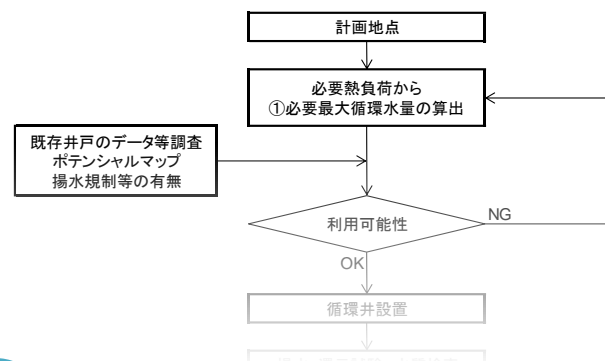 計画地点
必要熱負荷から
①必要最大循環水量の算出
既存井戸のデータ等調査
ポテンシャルマップ
揚水規制等の有無
利用可能性
NG
OK
循環井設置